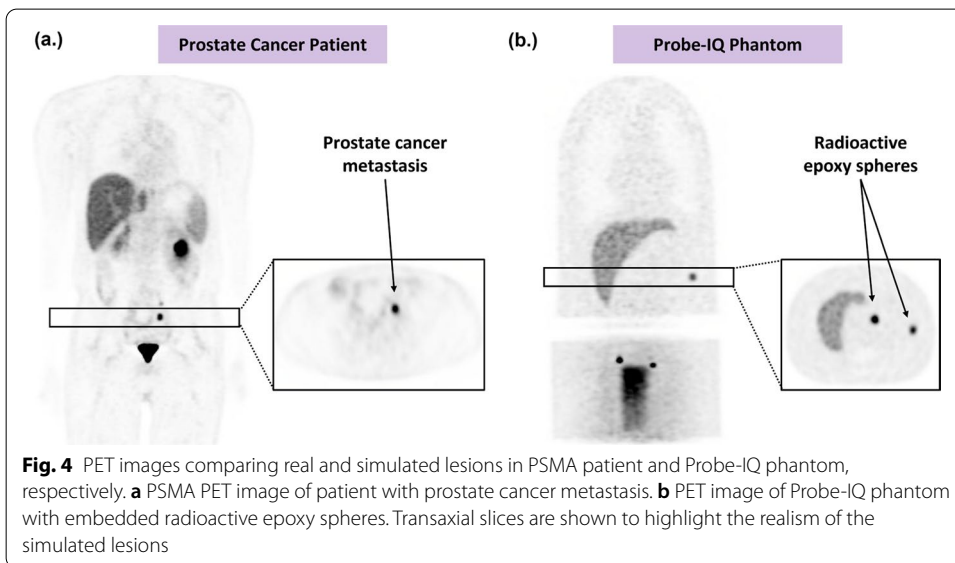 (a.)
Prostate Cancer Patient
Prostate cancer
metastasis
(b.)
Probe-IQ Phantom
Radioactive
epoxy spheres
Fig. 4 PET images comparing real and simulated lesions in PSMA patient and Probe-IQ phantom,
respectively. a PSMA PET image of patient with prostate cancer metastasis. b PET image of Probe-IQ phantom
with embedded radioactive epoxy spheres. Transaxial slices are shown to highlight the realism of the
simulated lesions